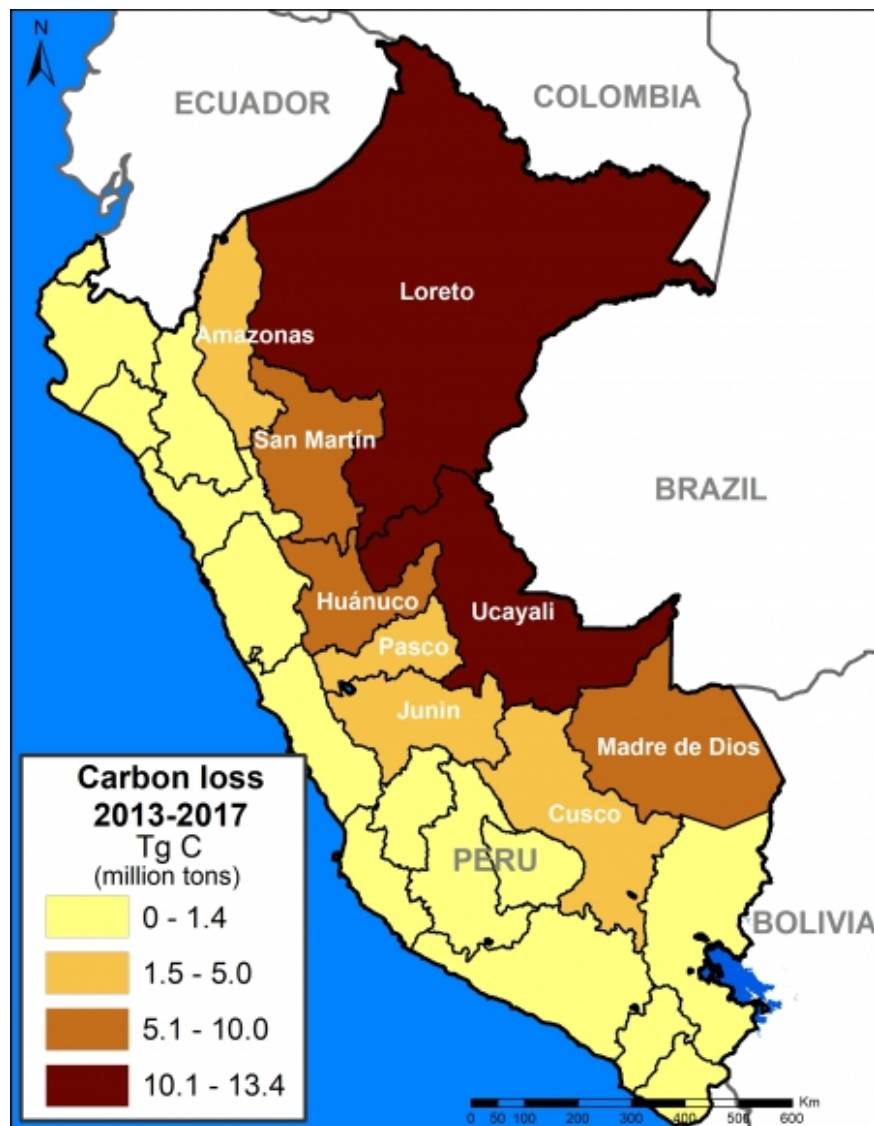 N
ECUADOR
COLOMBIA
Loreto
Amazonas
San Martín
BRAZIL
Huánuco
Ucayali
Pasco
Junin
Madre de Dios
Cusco
PERU
BOLIVIA
Carbon loss
2013-2017
Tg C
(million tons)
0 - 1.4
1.5 - 5.0
5.1 - 10.0
10.1 - 13.4
Km
0 50 100 200 300 400 500 600